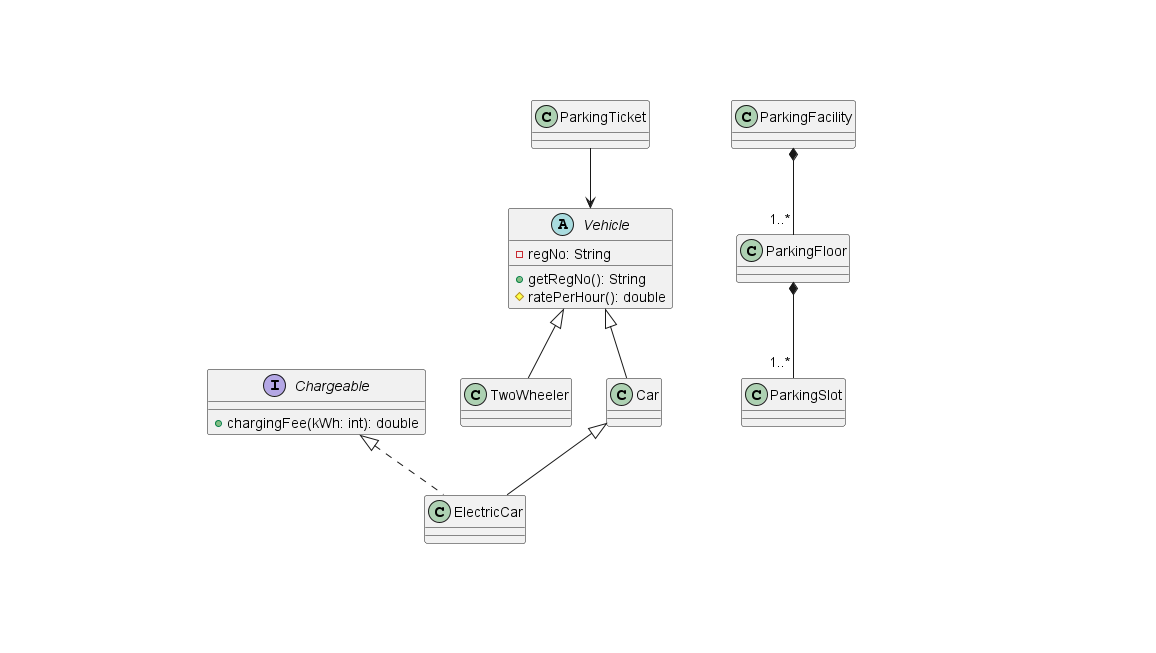 C ParkingTicket
C ParkingFacility
A Vehicle
regNo: String
getRegNo(): String
ratePerHour(): double
1..*
C ParkingFloor
1..*
I Chargeable
chargingFee(kWh: int): double
C TwoWheeler
C Car
C ParkingSlot
C ElectricCar